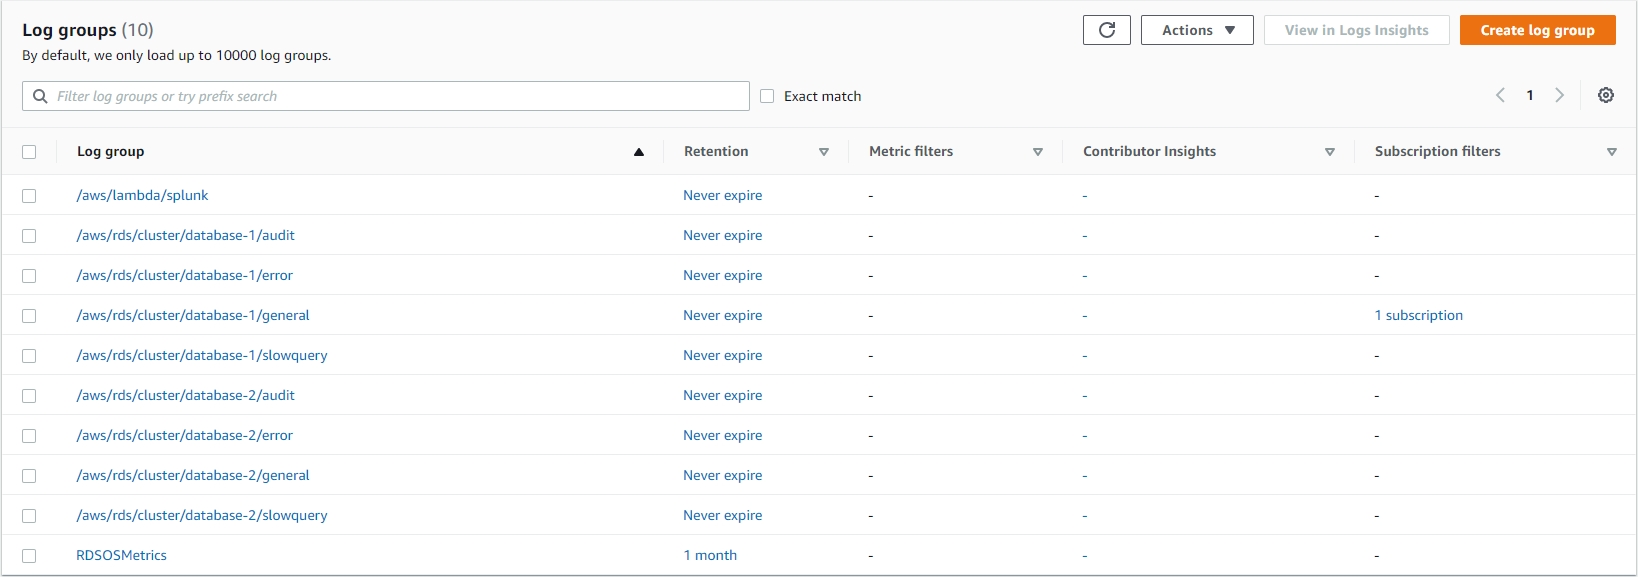 Log groups (10)
Actions ▼ View in Logs Insights Create log group
By default, we only load up to 10000 log groups.
Filter log groups or try prefix search Exact match 1
Log group Retention Metric filters Contributor Insights Subscription filters
/aws/lambda/splunk Never expire - - -
/aws/rds/cluster/database-1/audit Never expire - - -
/aws/rds/cluster/database-1/error Never expire - - -
/aws/rds/cluster/database-1/general Never expire - - 1 subscription
/aws/rds/cluster/database-1/slowquery Never expire - - -
/aws/rds/cluster/database-2/audit Never expire - - -
/aws/rds/cluster/database-2/error Never expire - - -
/aws/rds/cluster/database-2/general Never expire - - -
/aws/rds/cluster/database-2/slowquery Never expire - - -
RDSOSMetrics 1 month - - -